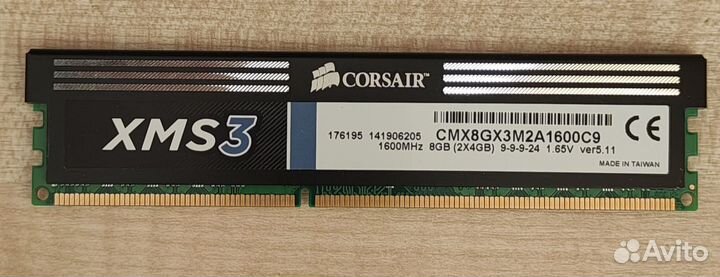 CORSAIR™
XMS3
176195 141906205 CMX8GX3M2A1600C9
1600MHz 8GB (2X4GB) 9-9-9-24 1.65V ver5.11
CE
MADE IN TAIWAN
Avito